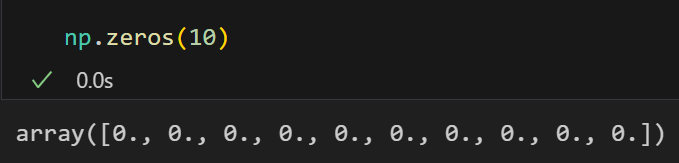 np.zeros(10)
0.0s
array([0., 0., 0., 0., 0., 0., 0., 0., 0., 0.])